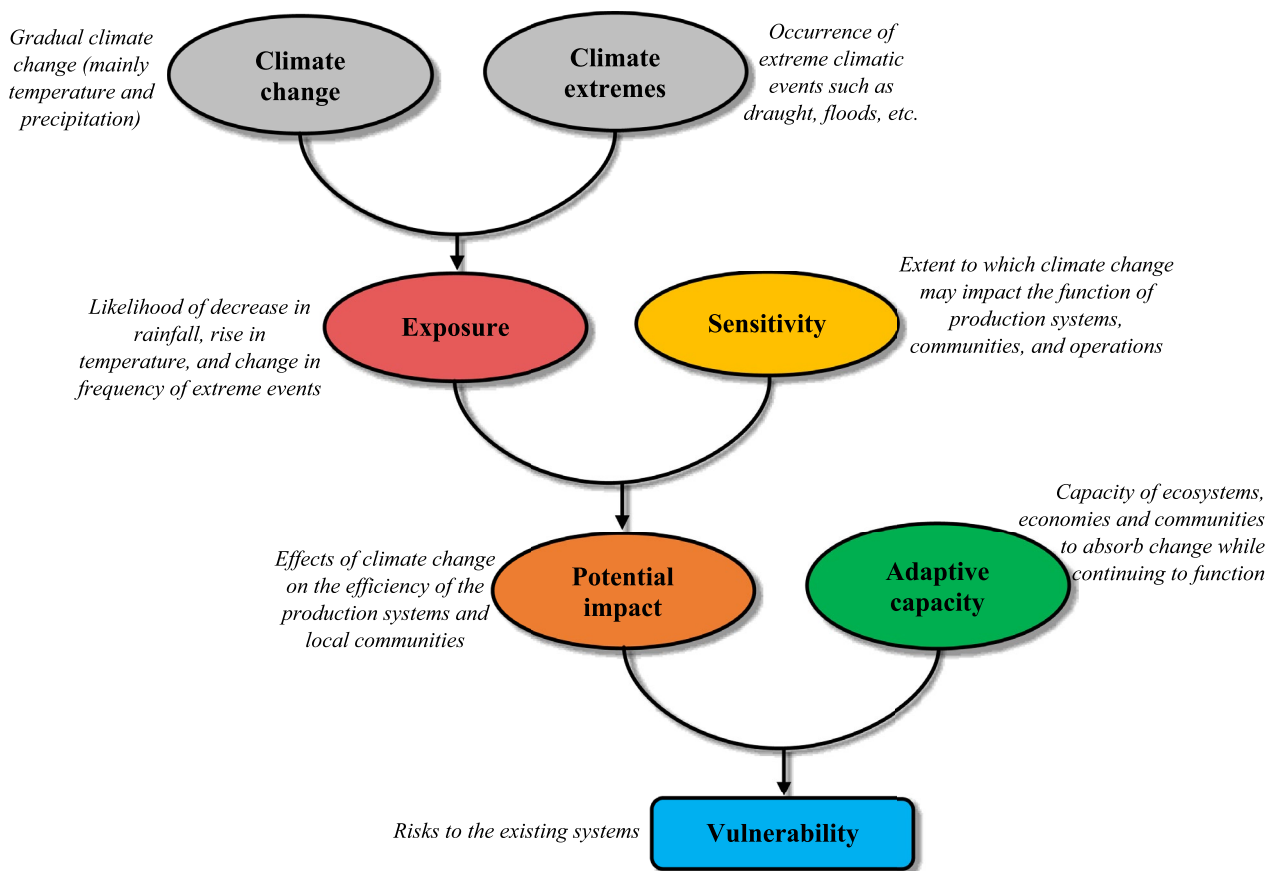 Gradual climate
change (mainly
temperature and
precipitation)
Climate
change
Climate
extremes
Occurrence of
extreme climatic
events such as
draught, floods, etc.
Likelihood of decrease in
rainfall, rise in
temperature, and change in
frequency of extreme events
Exposure
Sensitivity
Extent to which climate change
may impact the function of
production systems,
communities, and operations
Effects of climate change
on the efficiency of the
production systems and
local communities
Potential
impact
Adaptive
capacity
Capacity of ecosystems,
economies and communities
to absorb change while
continuing to function
Risks to the existing systems
Vulnerability